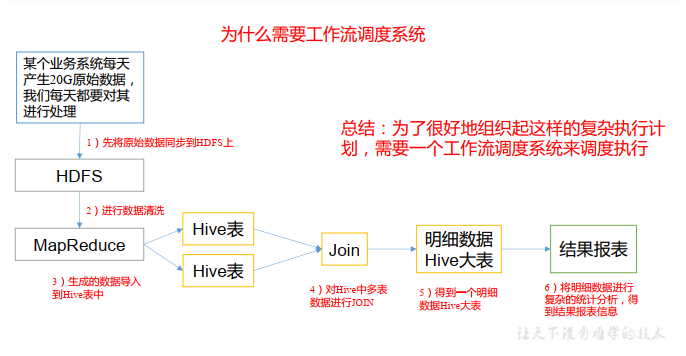 为什么需要工作流调度系统
某个业务系统每天
产生20G原始数据，
我们每天都要对其
进行处理
1）先将原始数据同步到HDFS上
总结：为了很好地组织起这样的复杂执行计
划，需要一个工作流调度系统来调度执行
HDFS
2）进行数据清洗
MapReduce
Hive表
Hive表
Join
明细数据
Hive大表
结果报表
3）生成的数据导入
到Hive表中
4）对Hive中多表
数据进行JOIN
5）得到一个明细
数据Hive大表
6）将明细数据进行
复杂的统计分析，得
到结果报表信息
让天下没有难学的技术